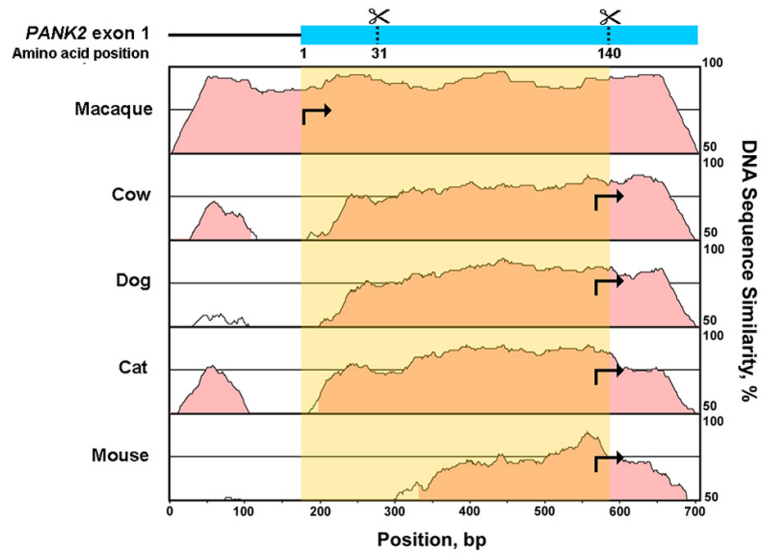 PANK2 exon 1
Amino acid position 1 31 140
100
Macaque
50
100
Cow
50
100
Dog
50
100
Cat
50
100
Mouse
50
DNA Sequence Similarity, %
0 100 200 300 400 500 600 700
Position, bp